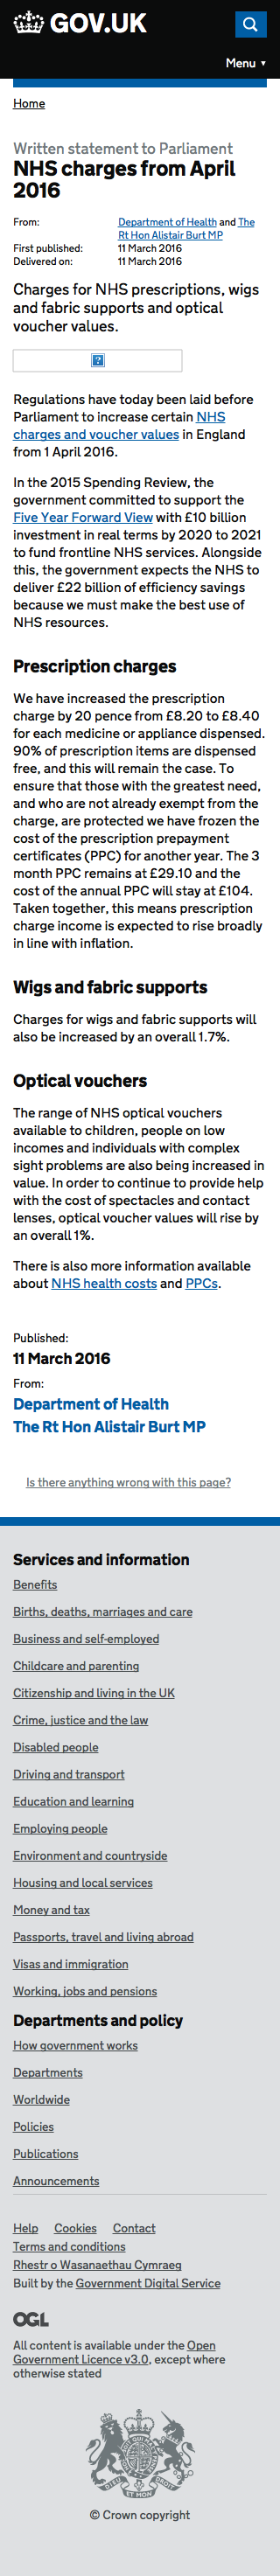 GOV.UK
Menu ▼
Home
Written statement to Parliament
NHS charges from April
2016
From: Department of Health and The
Rt Hon Alistair Burt MP
First published: 11 March 2016
Delivered on: 11 March 2016
Charges for NHS prescriptions, wigs
and fabric supports and optical
voucher values.
?
Regulations have today been laid before
Parliament to increase certain NHS
charges and voucher values in England
from 1 April 2016.
In the 2015 Spending Review, the
government committed to support the
Five Year Forward View with £10 billion
investment in real terms by 2020 to 2021
to fund frontline NHS services. Alongside
this, the government expects the NHS to
deliver £22 billion of efficiency savings
because we must make the best use of
NHS resources.
Prescription charges
We have increased the prescription
charge by 20 pence from £8.20 to £8.40
for each medicine or appliance dispensed.
90% of prescription items are dispensed
free, and this will remain the case. To
ensure that those with the greatest need,
and who are not already exempt from the
charge, are protected we have frozen the
cost of the prescription prepayment
certificates (PPC) for another year. The 3
month PPC remains at £29.10 and the
cost of the annual PPC will stay at £104.
Taken together, this means prescription
charge income is expected to rise broadly
in line with inflation.
Wigs and fabric supports
Charges for wigs and fabric supports will
also be increased by an overall 1.7%.
Optical vouchers
The range of NHS optical vouchers
available to children, people on low
incomes and individuals with complex
sight problems are also being increased in
value. In order to continue to provide help
with the cost of spectacles and contact
lenses, optical voucher values will rise by
an overall 1%.
There is also more information available
about NHS health costs and PPCs.
Published:
11 March 2016
From:
Department of Health
The Rt Hon Alistair Burt MP
Is there anything wrong with this page?
Services and information
Benefits
Births, deaths, marriages and care
Business and self-employed
Childcare and parenting
Citizenship and living in the UK
Crime, justice and the law
Disabled people
Driving and transport
Education and learning
Employing people
Environment and countryside
Housing and local services
Money and tax
Passports, travel and living abroad
Visas and immigration
Working, jobs and pensions
Departments and policy
How government works
Departments
Worldwide
Policies
Publications
Announcements
Help Cookies Contact
Terms and conditions
Rhestr o Wasanaethau Cymraeg
Built by the Government Digital Service
OGL
All content is available under the Open
Government Licence v3.0, except where
otherwise stated
DIEU ET MON DROIT
© Crown copyright